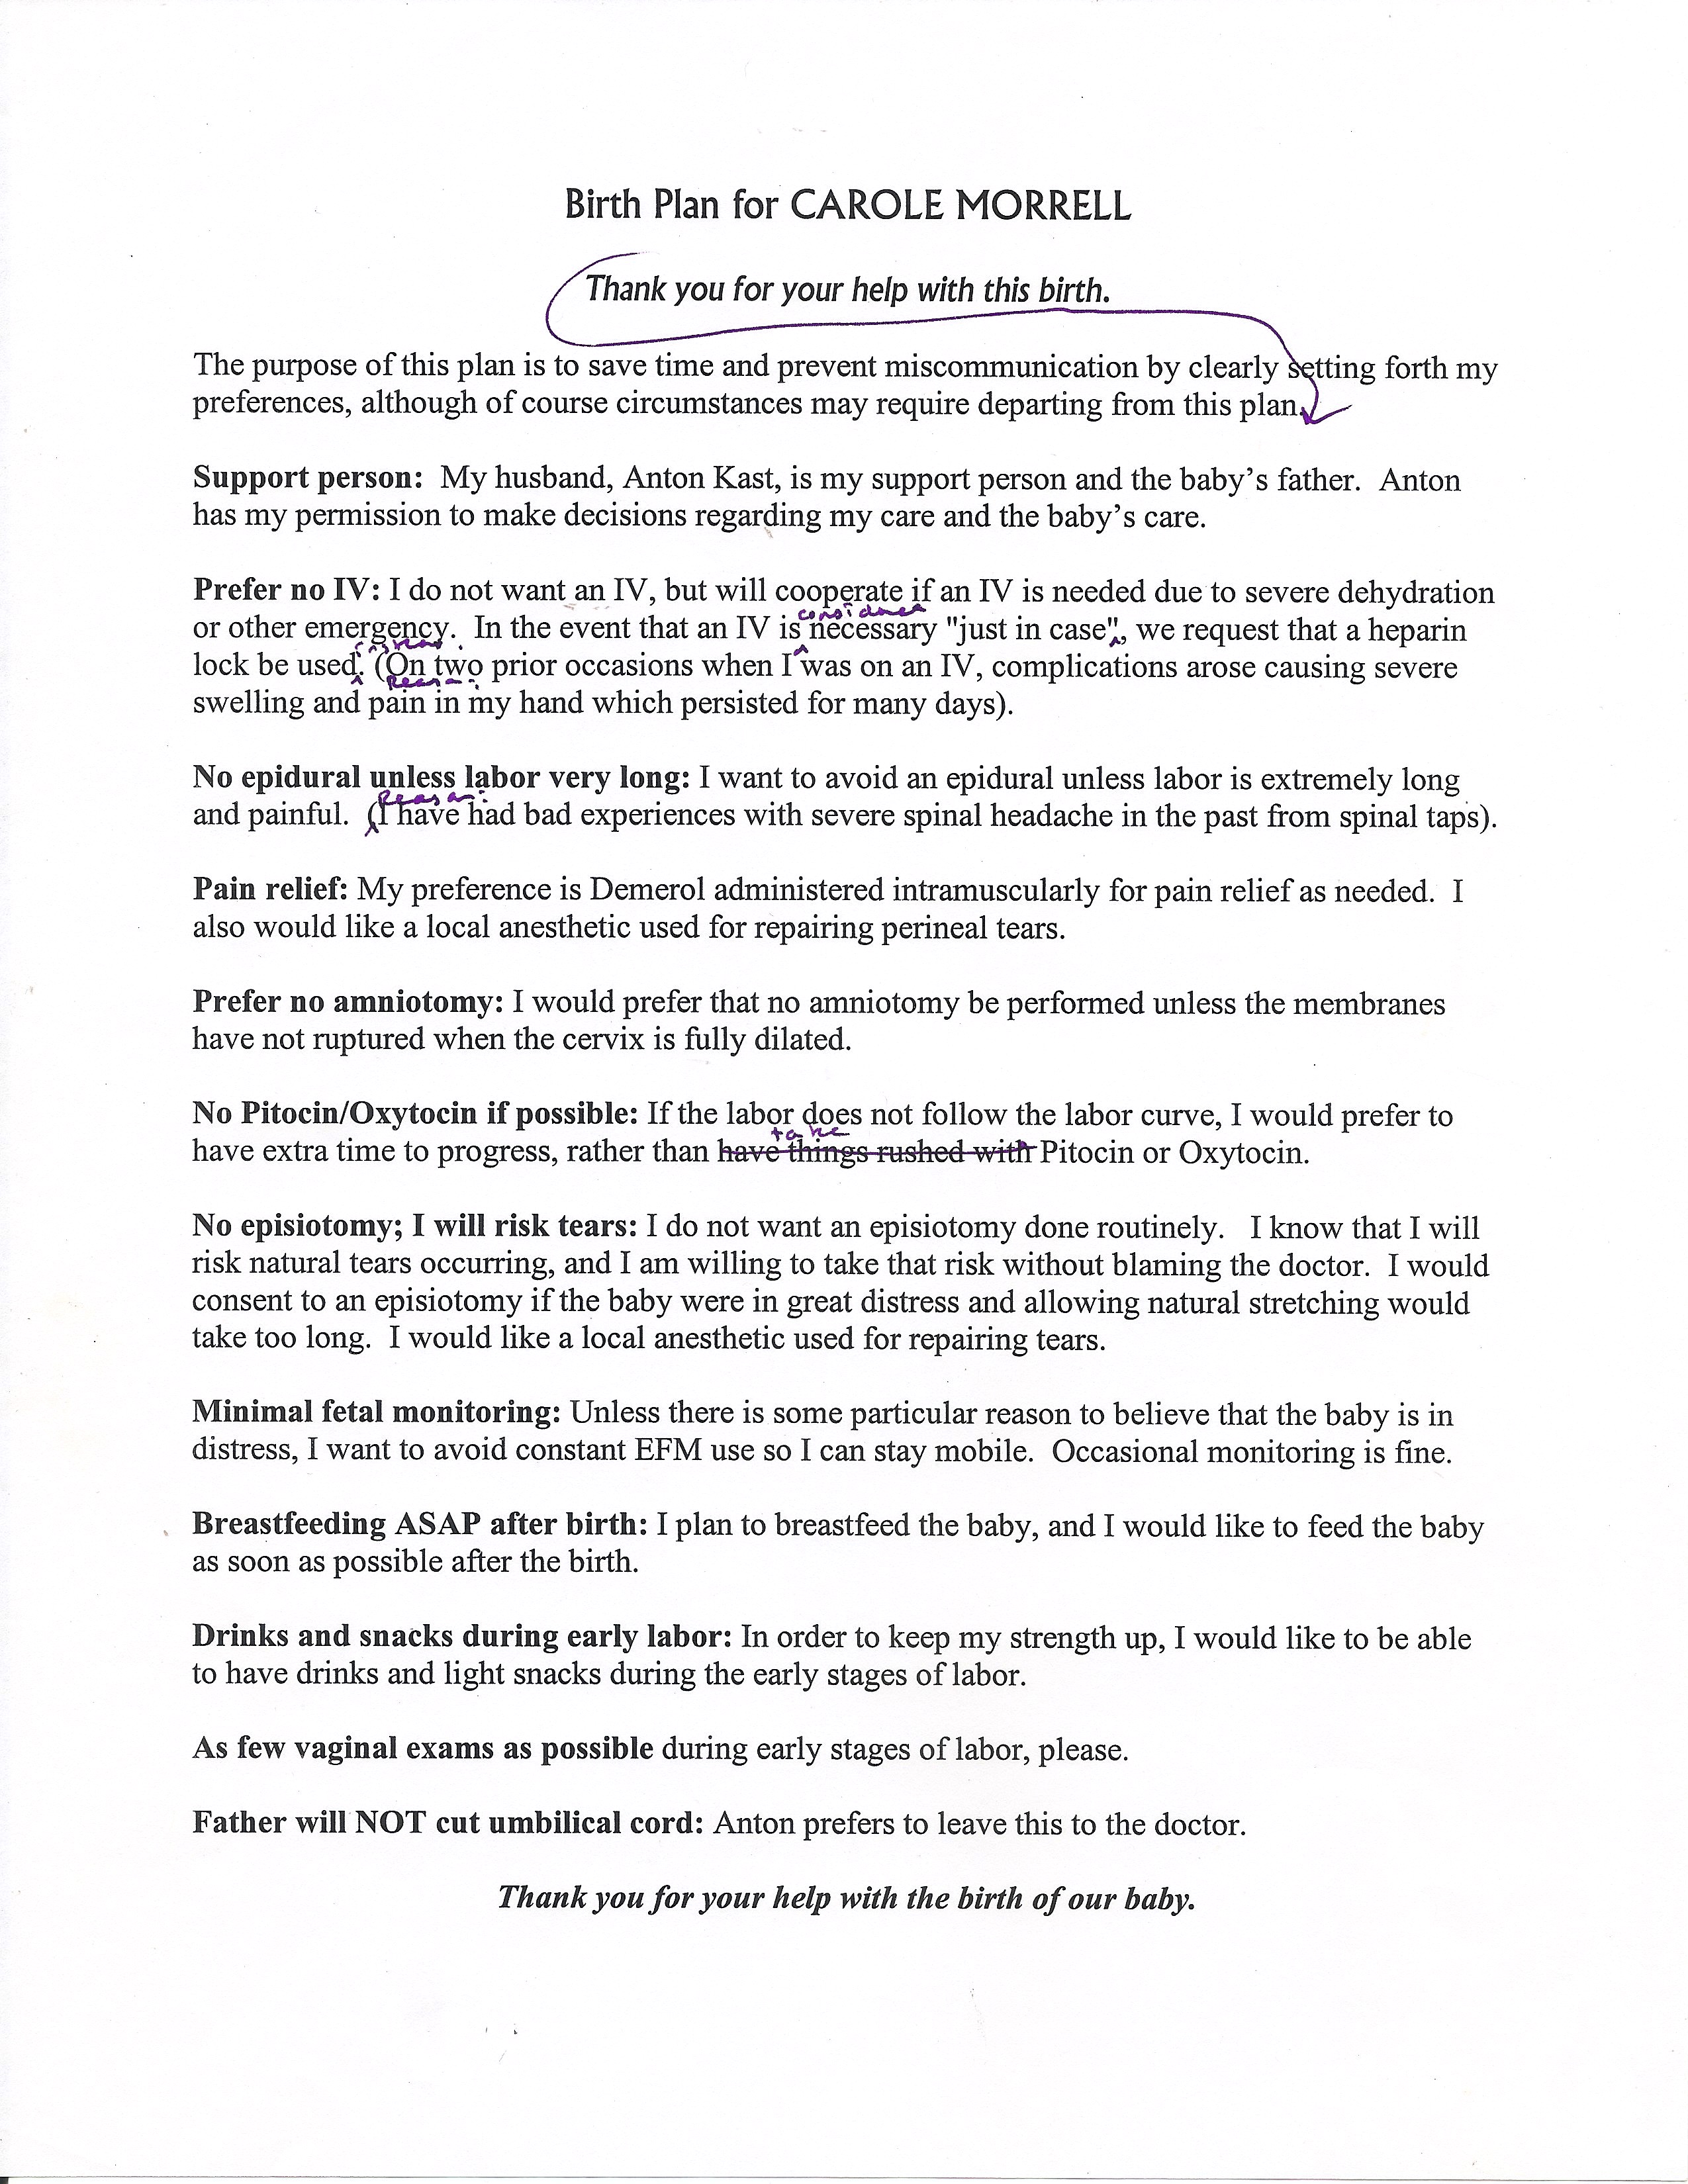 Birth Plan for CAROLE MORRELL
Thank you for your help with this birth.
The purpose of this plan is to save time and prevent miscommunication by clearly setting forth my
preferences, although of course circumstances may require departing from this plan.
Support person:  My husband, Anton Kast, is my support person and the baby's father.  Anton
has my permission to make decisions regarding my care and the baby's care.
Prefer no IV: I do not want an IV, but will cooperate if an IV is needed due to severe dehydration
considered
or other emergency.  In the event that an IV is necessary "just in case", we request that a heparin
instead.
lock be used. (On two prior occasions when I was on an IV, complications arose causing severe
Reason:
swelling and pain in my hand which persisted for many days).
No epidural unless labor very long: I want to avoid an epidural unless labor is extremely long
Reason:
and painful.  (I have had bad experiences with severe spinal headache in the past from spinal taps).
Pain relief: My preference is Demerol administered intramuscularly for pain relief as needed.  I
also would like a local anesthetic used for repairing perineal tears.
Prefer no amniotomy: I would prefer that no amniotomy be performed unless the membranes
have not ruptured when the cervix is fully dilated.
No Pitocin/Oxytocin if possible: If the labor does not follow the labor curve, I would prefer to
take
have extra time to progress, rather than have things rushed with Pitocin or Oxytocin.
No episiotomy; I will risk tears: I do not want an episiotomy done routinely.   I know that I will
risk natural tears occurring, and I am willing to take that risk without blaming the doctor.  I would
consent to an episiotomy if the baby were in great distress and allowing natural stretching would
take too long.  I would like a local anesthetic used for repairing tears.
Minimal fetal monitoring: Unless there is some particular reason to believe that the baby is in
distress, I want to avoid constant EFM use so I can stay mobile.  Occasional monitoring is fine.
Breastfeeding ASAP after birth: I plan to breastfeed the baby, and I would like to feed the baby
as soon as possible after the birth.
Drinks and snacks during early labor: In order to keep my strength up, I would like to be able
to have drinks and light snacks during the early stages of labor.
As few vaginal exams as possible during early stages of labor, please.
Father will NOT cut umbilical cord: Anton prefers to leave this to the doctor.
Thank you for your help with the birth of our baby.